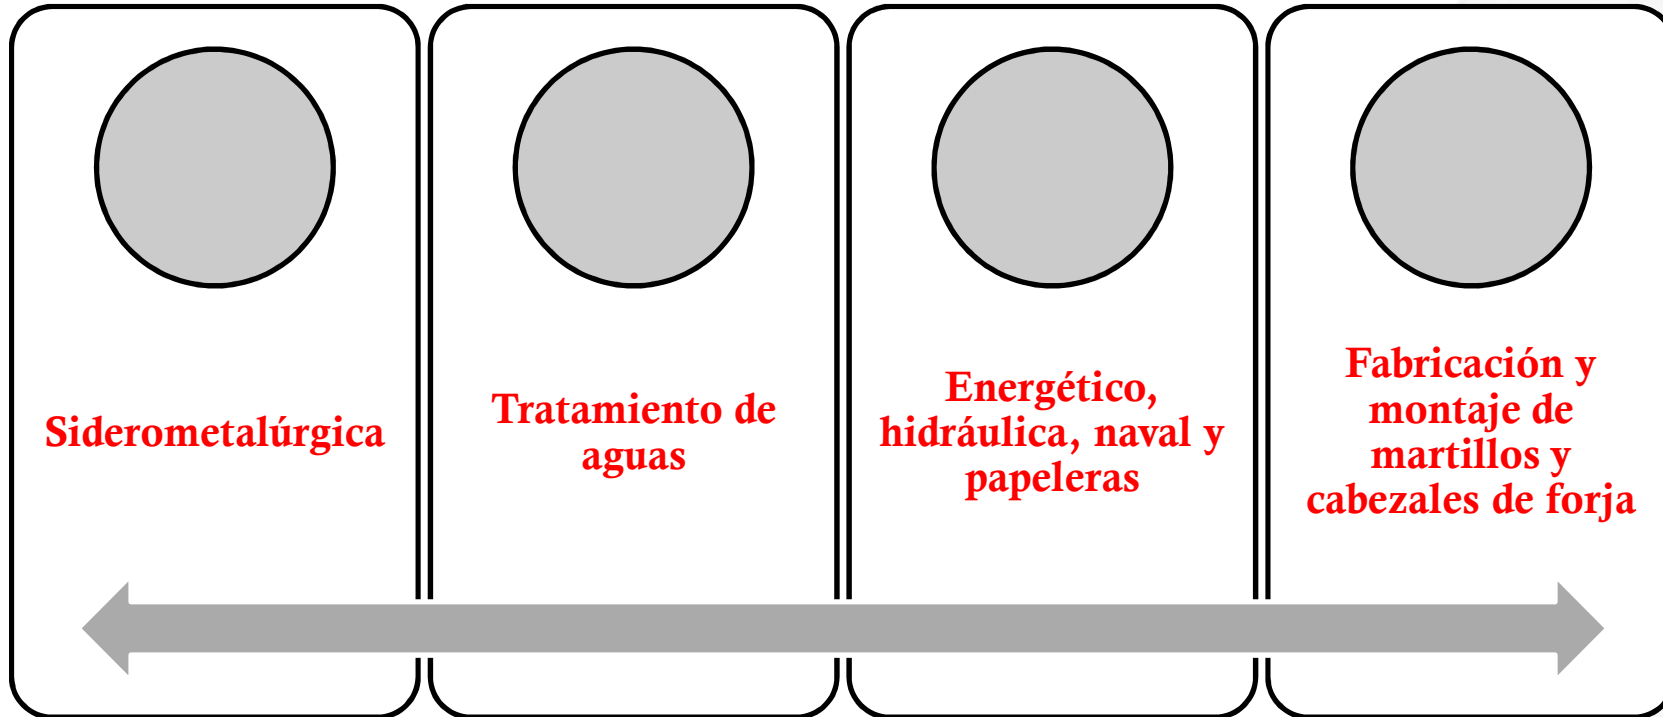 Siderometalúrgica
Tratamiento de
aguas
Energético,
hidráulica, naval y
papeleras
Fabricación y
montaje de
martillos y
cabezales de forja